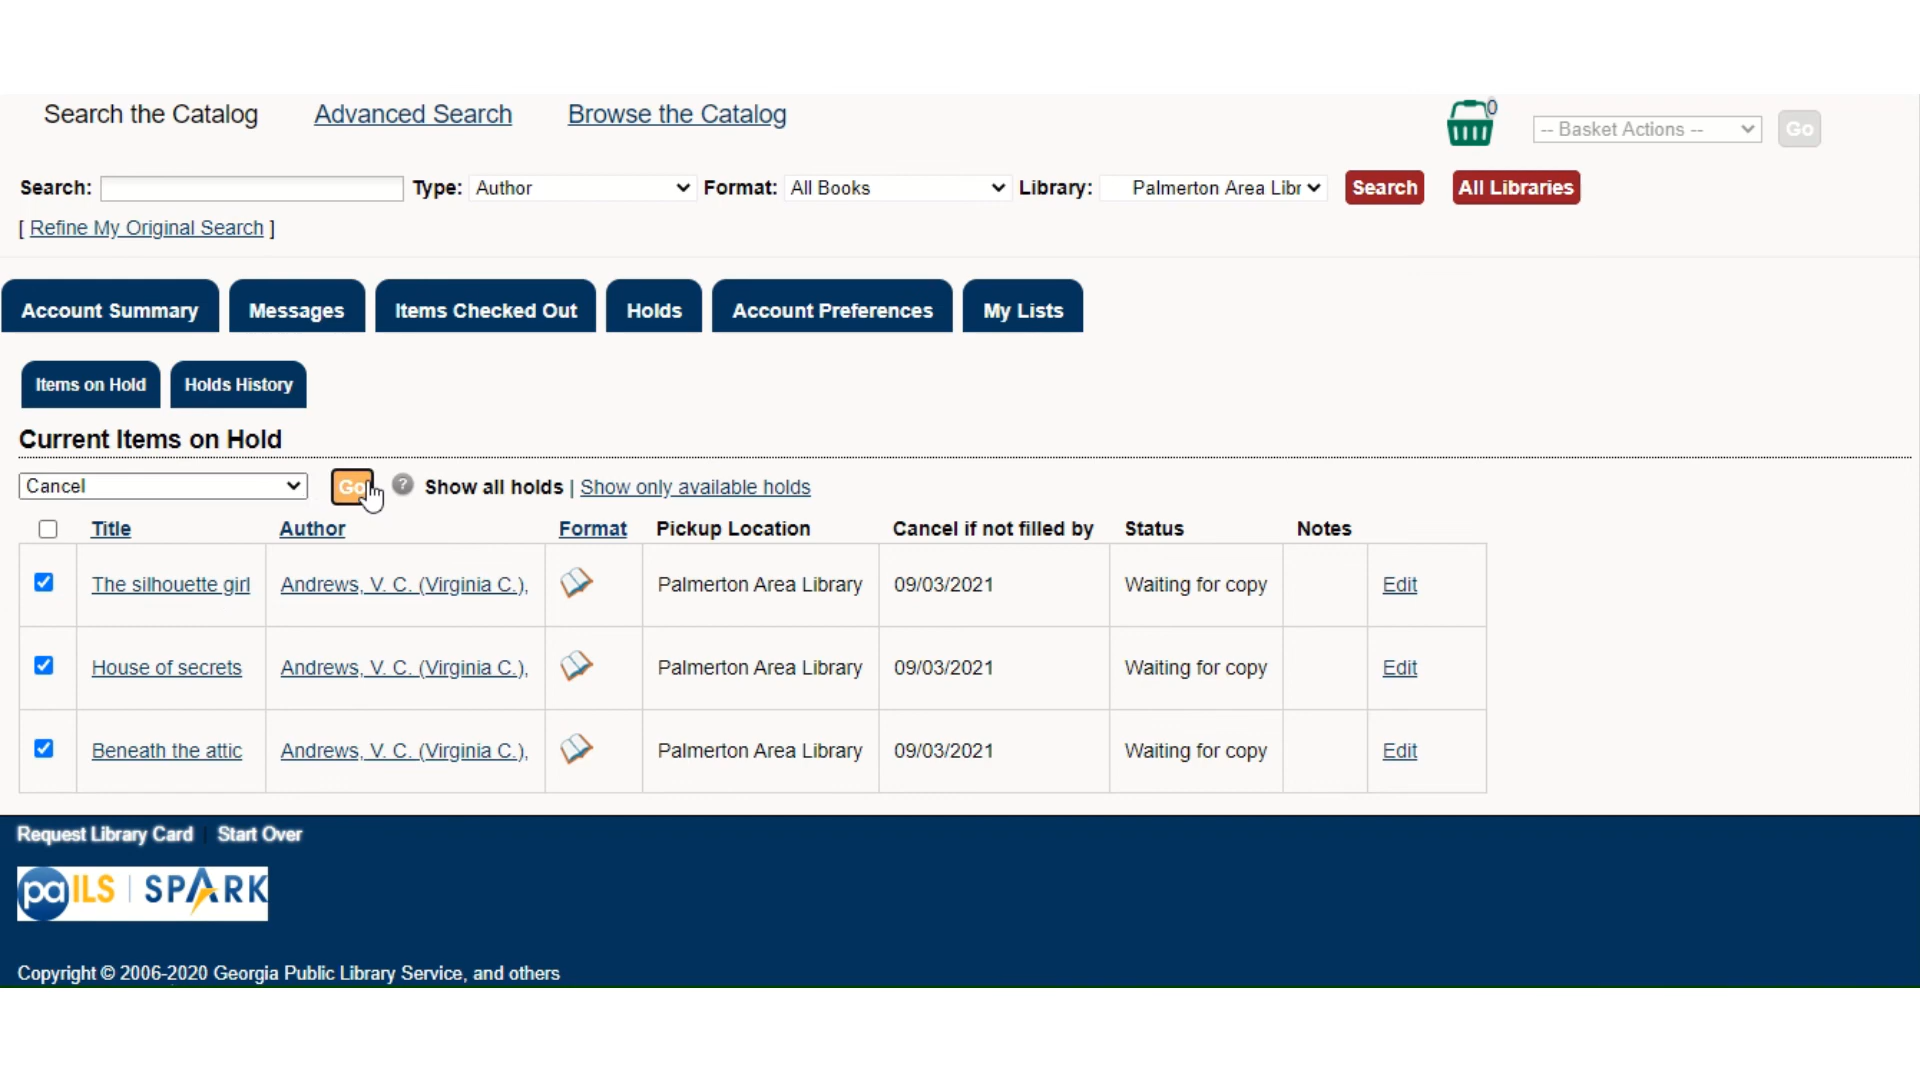 Search the Catalog Advanced Search Browse the Catalog 0 -- Basket Actions -- Go
Search: Type: Author Format: All Books Library: Palmerton Area Libr Search All Libraries
[ Refine My Original Search ]
Account Summary Messages Items Checked Out Holds Account Preferences My Lists
Items on Hold Holds History
Current Items on Hold
Cancel Go ? Show all holds | Show only available holds
Title Author Format Pickup Location Cancel if not filled by Status Notes
The silhouette girl Andrews, V. C. (Virginia C.), Palmerton Area Library 09/03/2021 Waiting for copy Edit
House of secrets Andrews, V. C. (Virginia C.), Palmerton Area Library 09/03/2021 Waiting for copy Edit
Beneath the attic Andrews, V. C. (Virginia C.), Palmerton Area Library 09/03/2021 Waiting for copy Edit
Request Library Card Start Over
paILS | SPARK
Copyright © 2006-2020 Georgia Public Library Service, and others